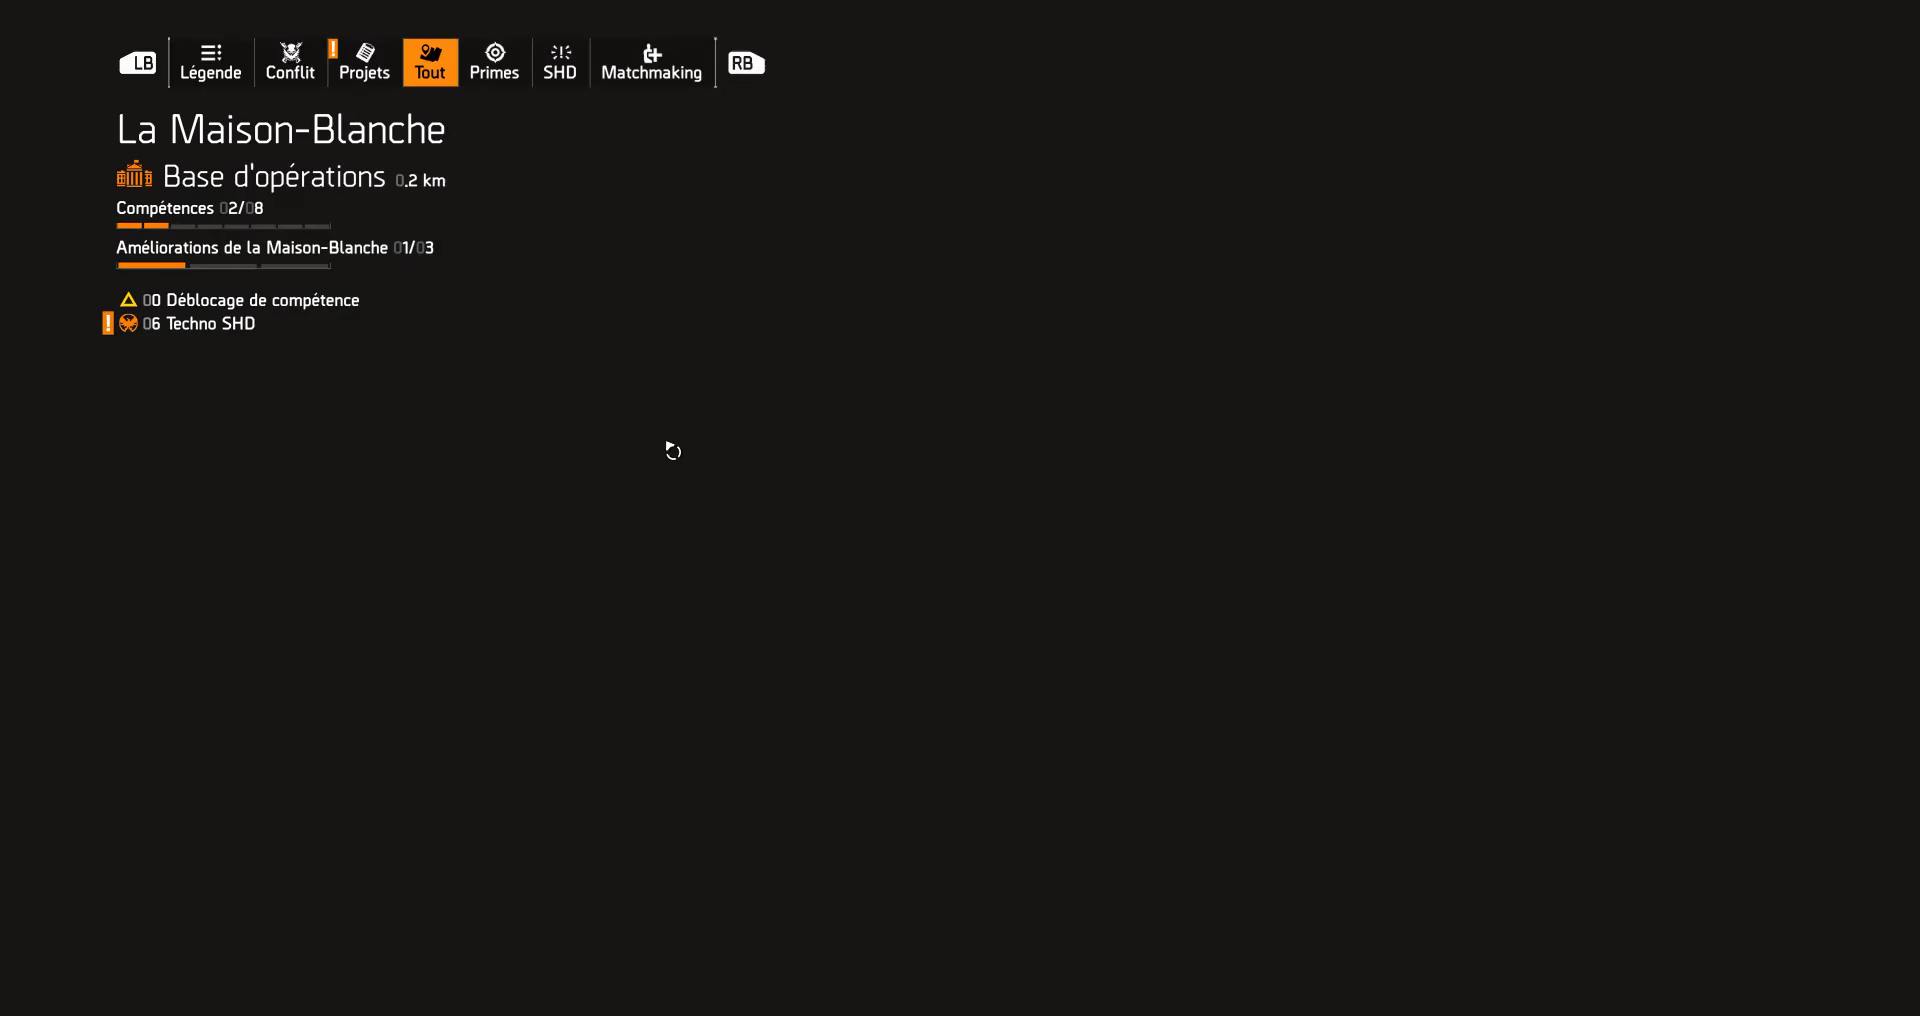 LB Légende Conflit ! Projets Tout Primes SHD Matchmaking RB
La Maison-Blanche
Base d'opérations 0.2 km
Compétences 02/08
Améliorations de la Maison-Blanche 01/03
00 Déblocage de compétence
! 06 Techno SHD